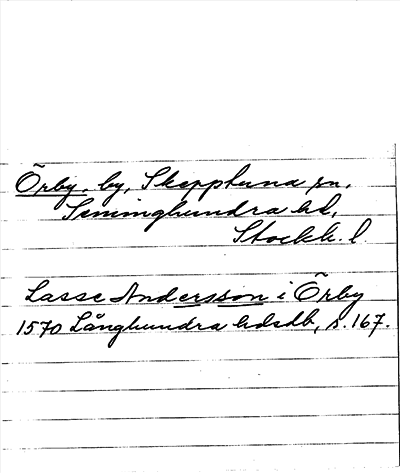 Örby, by, Skepptuna sn,
Seminghundra hd,
Stockh. l.
Lasse Andersson i Örby
1570 Långhundra hdsdb, s. 167.